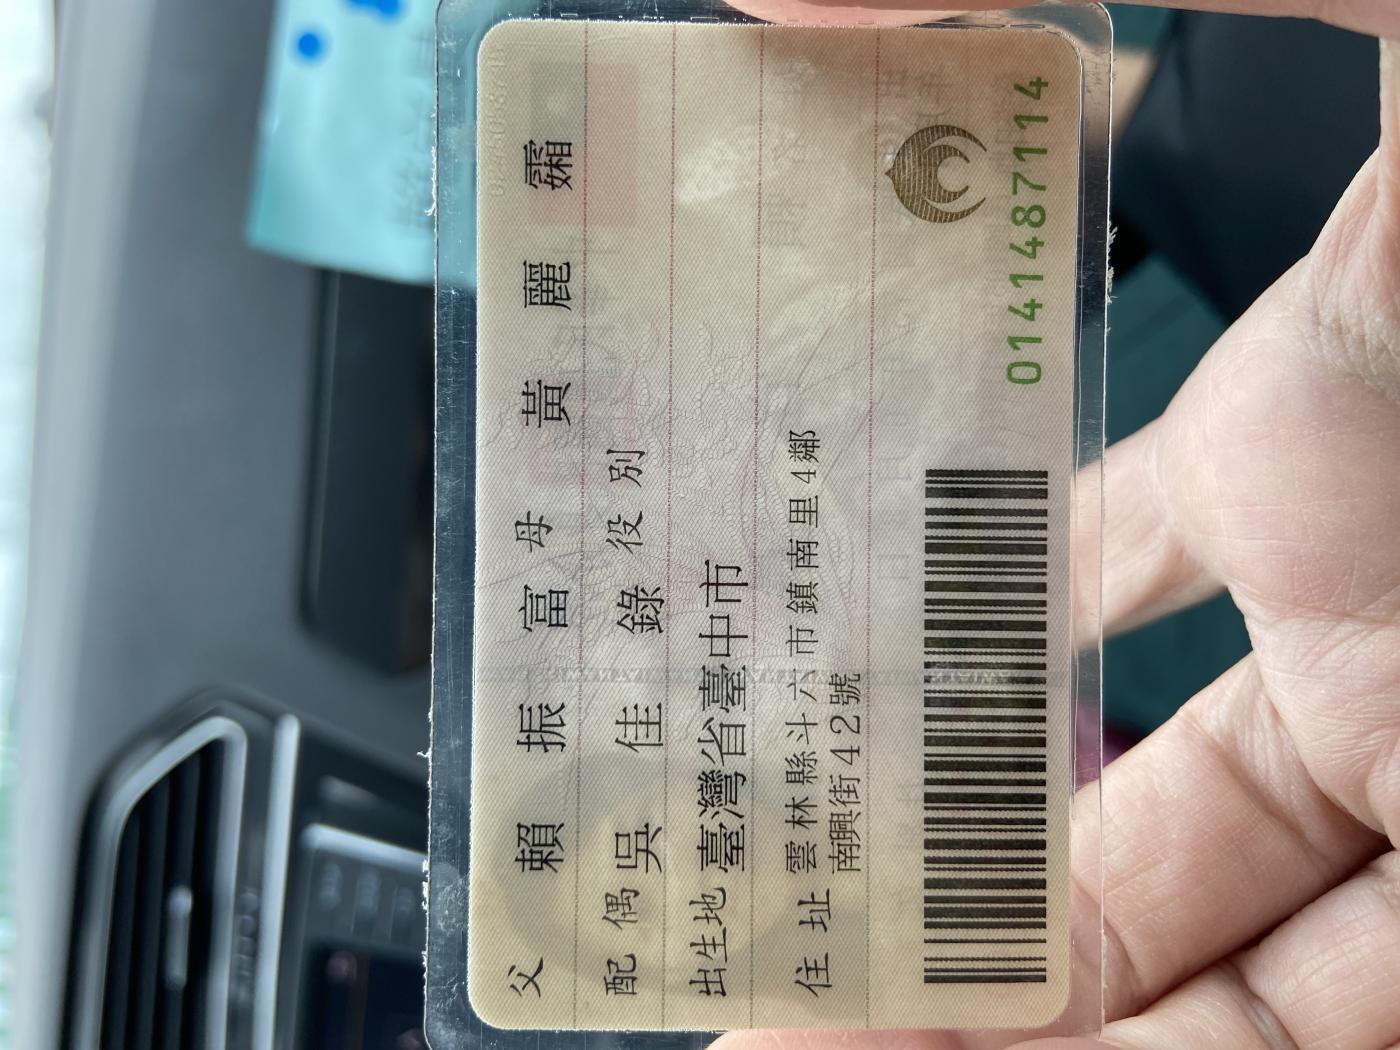 父 賴振富 母 黃麗霜
配偶 吳佳錄 役別
出生地 臺灣省臺中市
住址 雲林縣斗六市鎮南里4鄰
南興街42號
0141487114